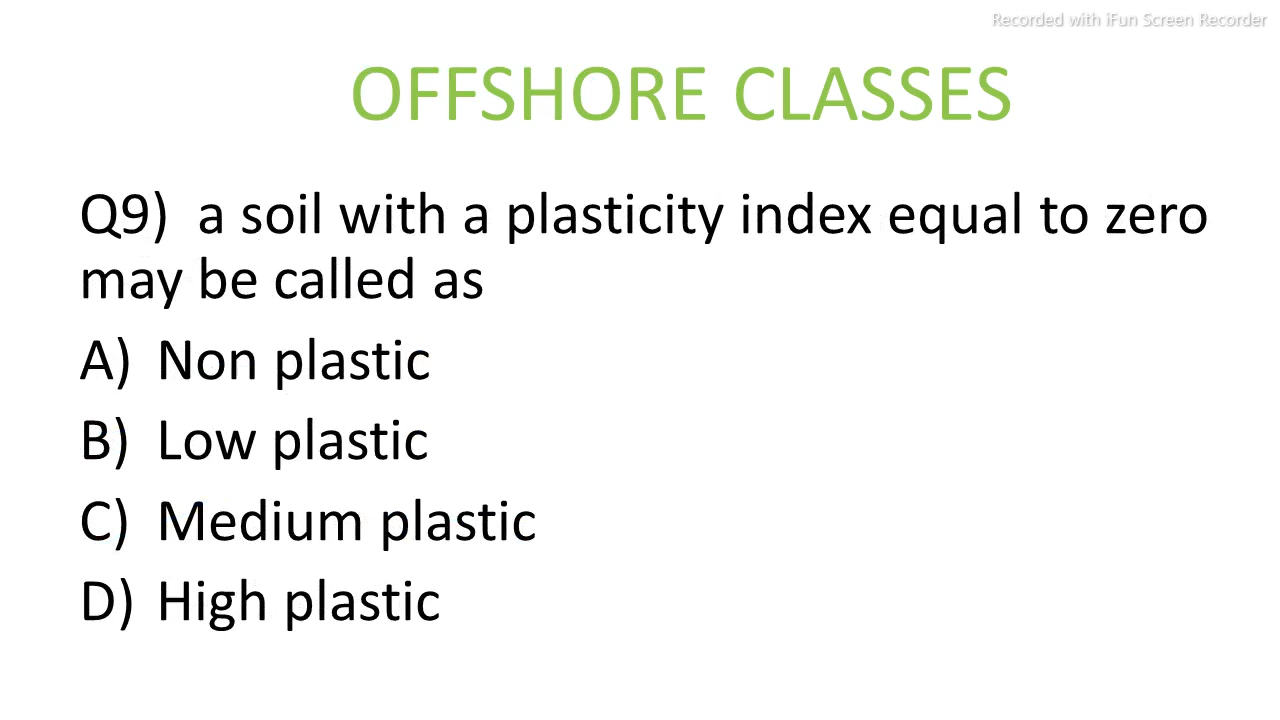 Recorded with iFun Screen Recorder
OFFSHORE CLASSES
Q9) a soil with a plasticity index equal to zero
may be called as
A) Non plastic
B) Low plastic
C) Medium plastic
D) High plastic